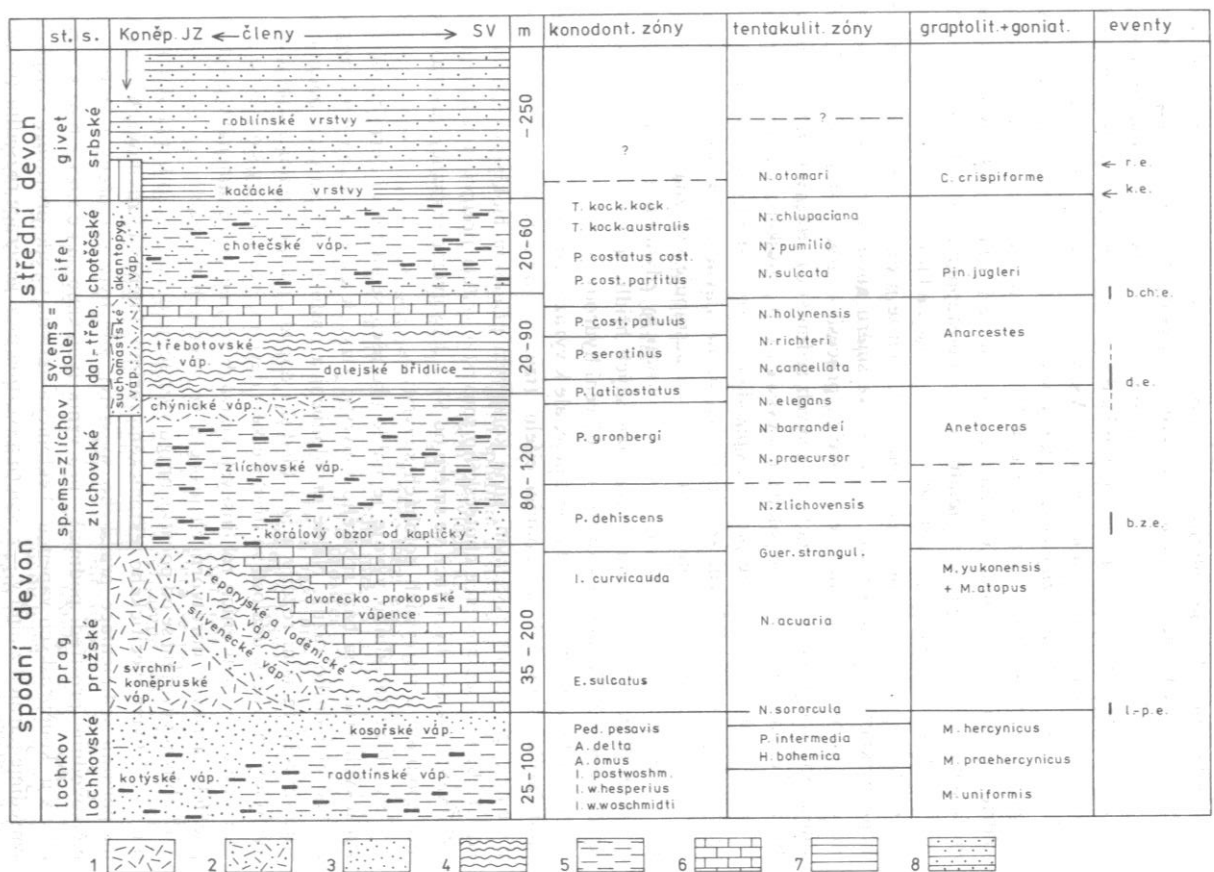 st. s. Koněp. JZ ← členy → SV m konodont. zóny tentakulit. zóny graptolit.+goniat. eventy
střední devon
spodní devon
givet
eifel
sv. ems = dalej
sp. ems = zlíchov
prag
lochkov
srbské
chotěčské
dal.-třeb.
zlíchovské
pražské
lochkovské
roblínské vrstvy
kačácké vrstvy
akantopyg. váp.
chotečské váp.
suchomastské váp.
třebotovské
váp.
dalejské břidlice
chýnické váp.
zlíchovské váp.
korálový obzor od kapličky
řeporyjské a loděnické váp.
slivenecké váp.
dvorecko-prokopské
vápence
svrchní
koněpruské
váp.
kosořské váp.
kotýské váp.
radotínské váp.
- 250
20-60
20-90
80-120
35-200
25-100
?
T. kock. kock.
T. kock. australis
P. costatus cost.
P. cost. partitus
P. cost. patulus
P. serotinus
P. laticostatus
P. gronbergi
P. dehiscens
I. curvicauda
E. sulcatus
Ped. pesavis
A. delta
A. omus
I. postwoshm.
I. w. hesperius
I. w. woschmidti
?
N. otomari
N. chlupaciana
N. pumilio
N. sulcata
N. holynensis
N. richteri
N. cancellata
N. elegans
N. barrandei
N. praecursor
N. zlichovensis
Guer. strangul.
N. acuaria
N. sororcula
P. intermedia
H. bohemica
C. crispiforme
Pin. jugleri
Anarcestes
Anetoceras
M. yukonensis
+ M. atopus
M. hercynicus
M. praehercynicus
M. uniformis
← r.e.
← k.e.
b.ch.e.
d.e.
b.z.e.
l.-p.e.
1 2 3 4 5 6 7 8